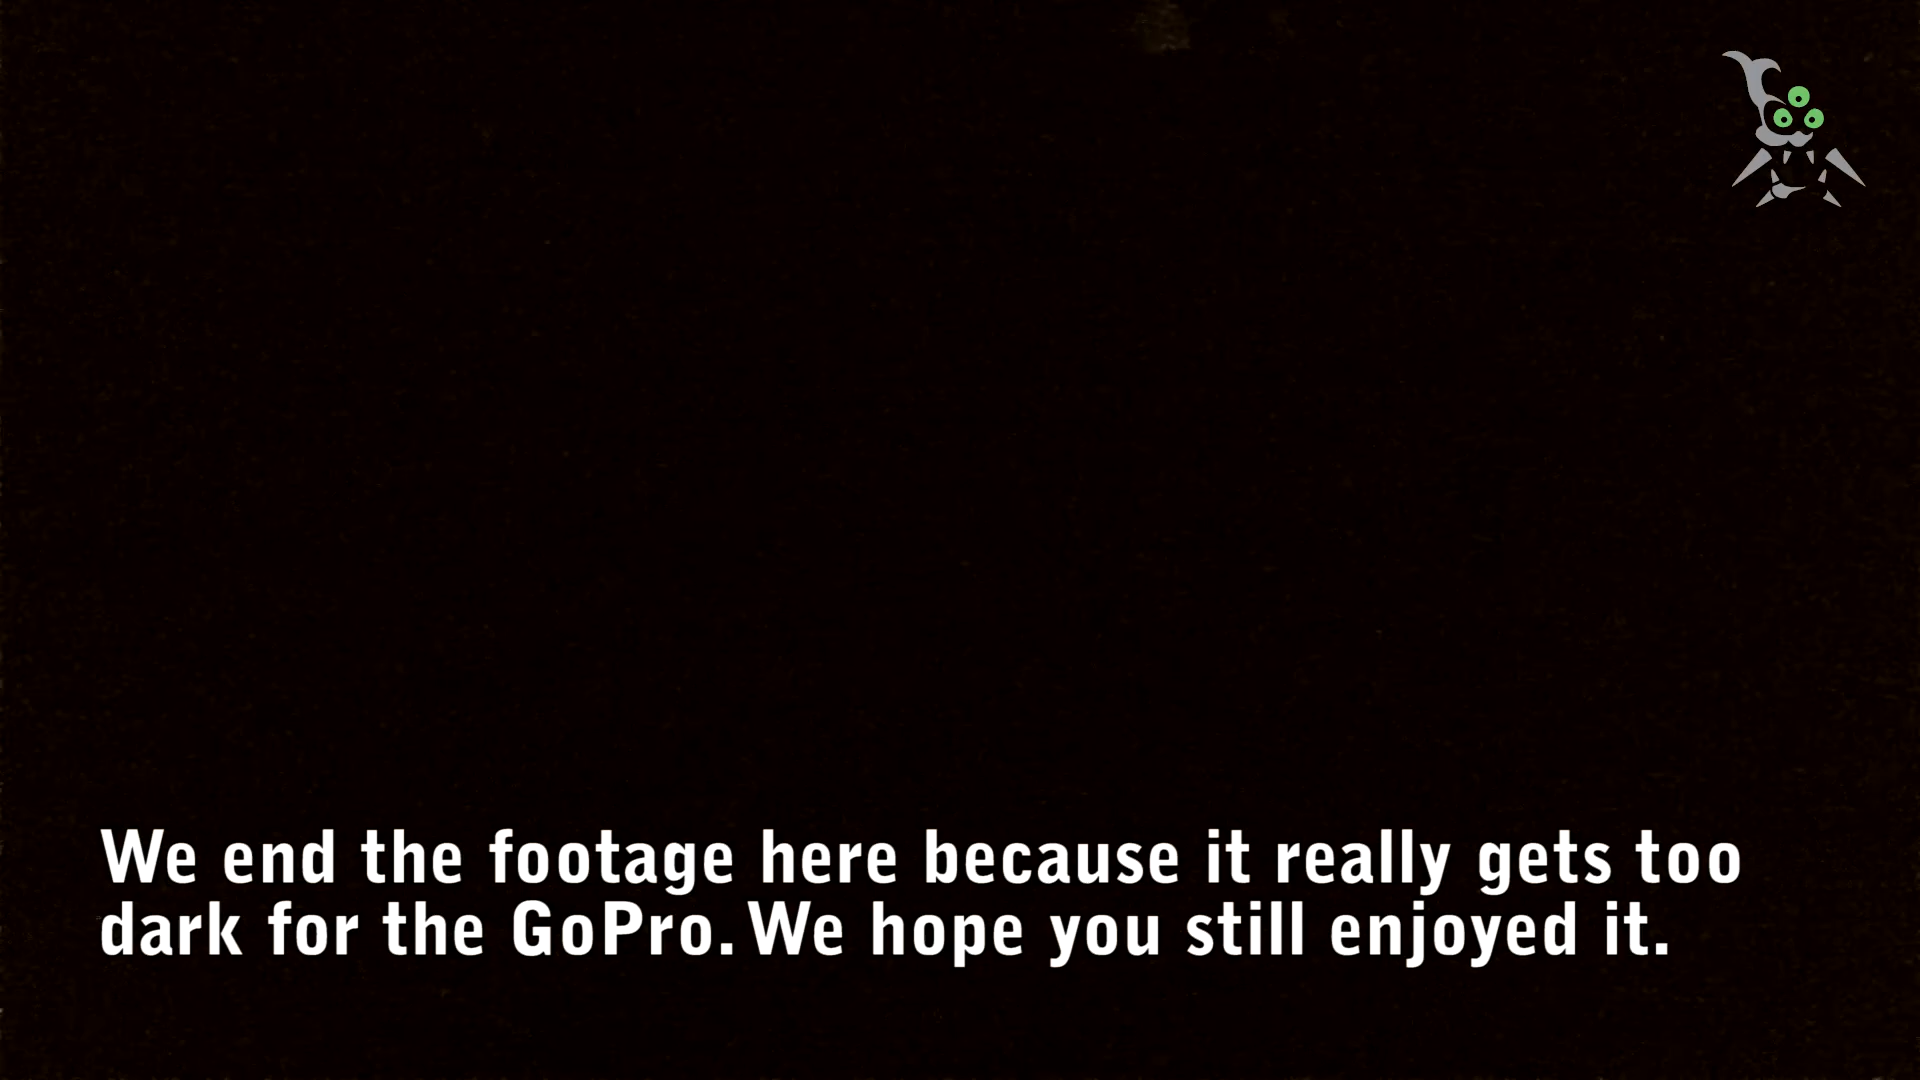 We end the footage here because it really gets too
dark for the GoPro. We hope you still enjoyed it.